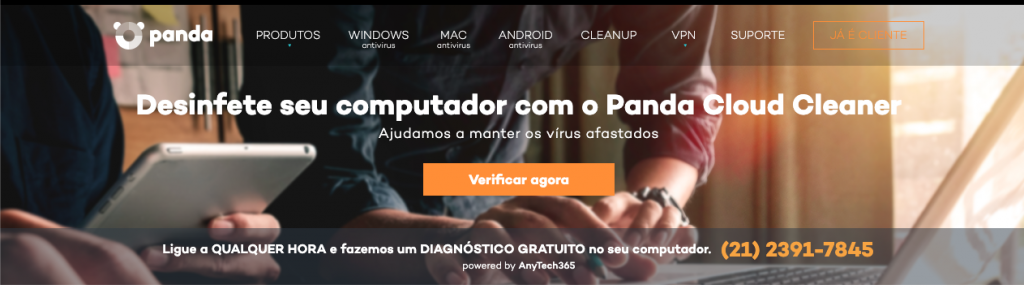 panda
PRODUTOS WINDOWS MAC ANDROID CLEANUP VPN SUPORTE JÁ É CLIENTE
antivirus antivirus antivirus
Desinfete seu computador com o Panda Cloud Cleaner
Ajudamos a manter os vírus afastados
Verificar agora
Ligue a QUALQUER HORA e fazemos um DIAGNÓSTICO GRATUITO no seu computador. (21) 2391-7845
powered by AnyTech365